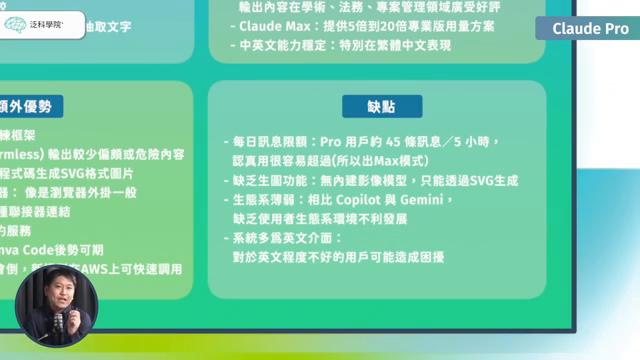 泛科學院
抽取文字
輸出內容在學術、法務、專案管理領域廣受好評
- Claude Max：提供5倍到20倍專業版用量方案
- 中英文能力穩定：特別在繁體中文表現
Claude Pro
額外優勢
練框架
rmless) 輸出較少偏頗或危險內容
程式碼生成SVG格式圖片
器： 像是瀏覽器外掛一般
種聯接器連結
的服務
nva Code後勢可期
在AWS上可快速調用
缺點
- 每日訊息限額：Pro 用戶約 45 條訊息／5 小時，
認真用很容易超過(所以出Max模式)
- 缺乏生圖功能：無內建影像模型，只能透過SVG生成
- 生態系薄弱：相比 Copilot 與 Gemini，
缺乏使用者生態系環境不利發展
- 系統多爲英文介面：
對於英文程度不好的用戶可能造成困擾